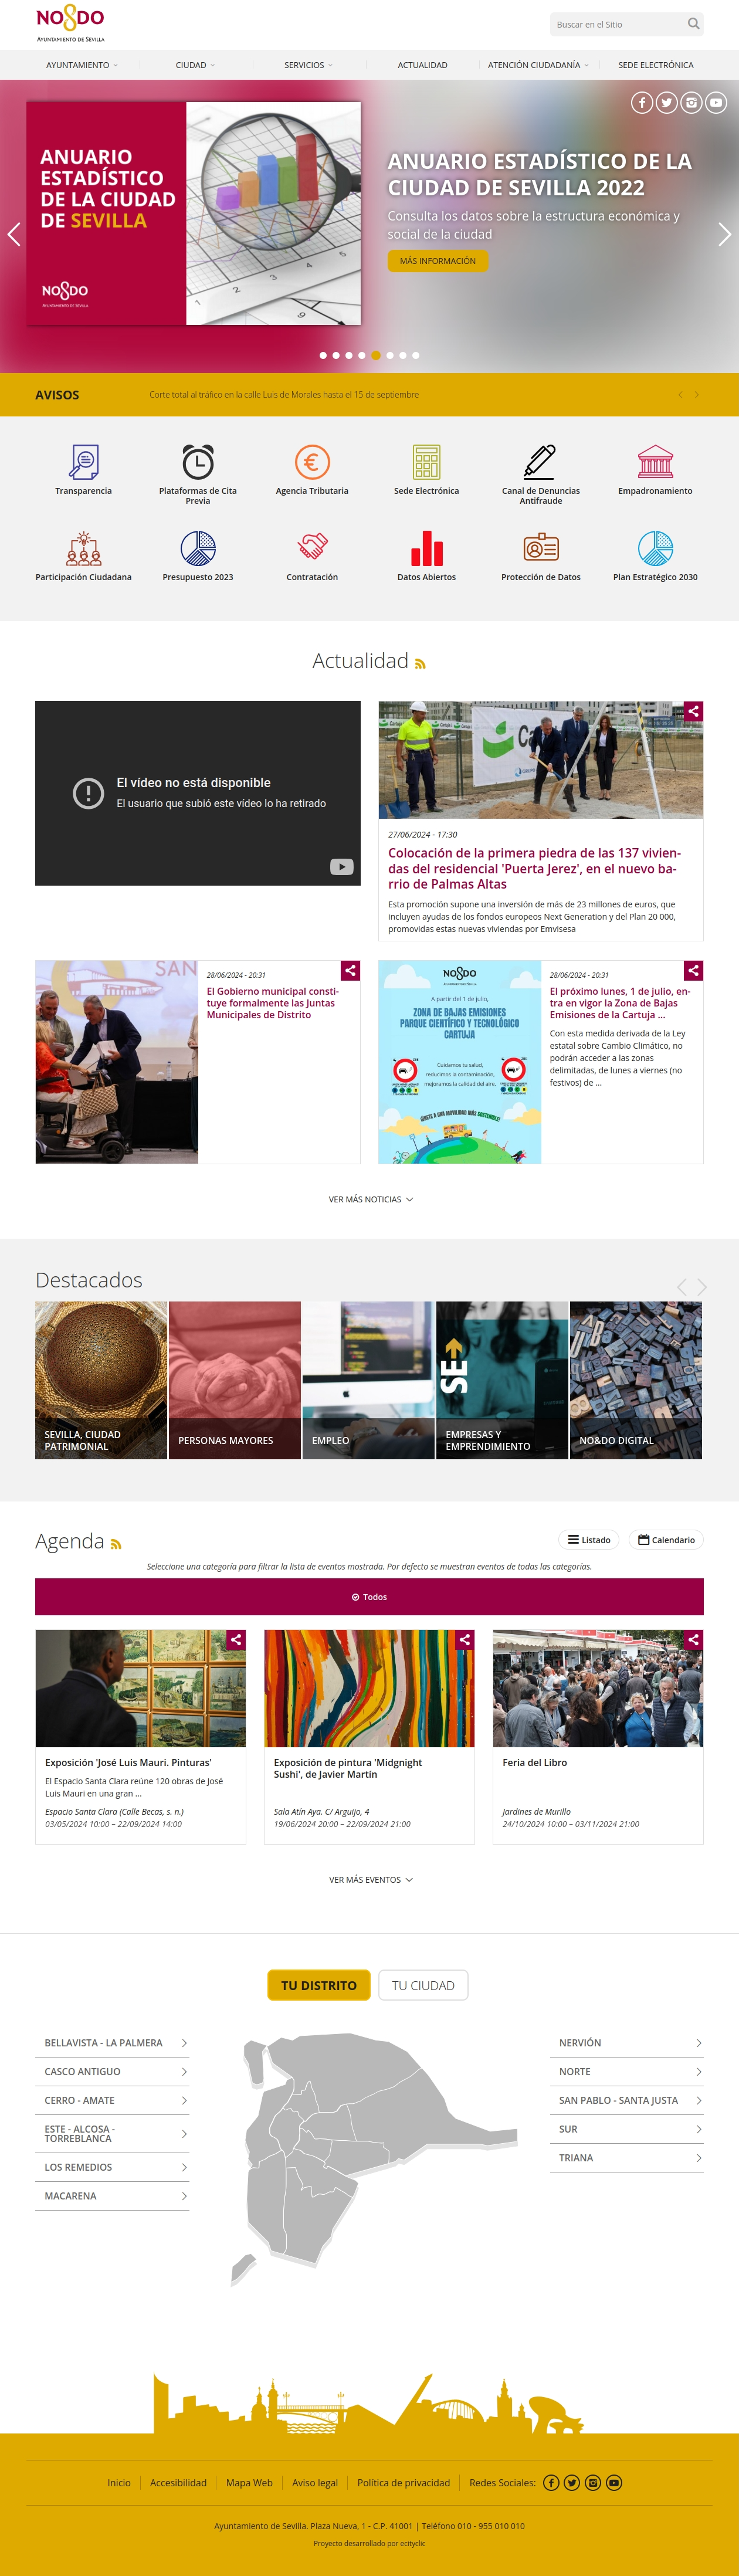 NO8DO
AYUNTAMIENTO DE SEVILLA
Buscar en el Sitio
AYUNTAMIENTO
CIUDAD
SERVICIOS
ACTUALIDAD
ATENCIÓN CIUDADANÍA
SEDE ELECTRÓNICA
ANUARIO
ESTADÍSTICO
DE LA CIUDAD
DE SEVILLA
NO8DO
AYUNTAMIENTO DE SEVILLA
ANUARIO ESTADÍSTICO DE LA
CIUDAD DE SEVILLA 2022
Consulta los datos sobre la estructura económica y
social de la ciudad
MÁS INFORMACIÓN
AVISOS
Corte total al tráfico en la calle Luis de Morales hasta el 15 de septiembre
Transparencia
Plataformas de Cita
Previa
Agencia Tributaria
Sede Electrónica
Canal de Denuncias
Antifraude
Empadronamiento
Participación Ciudadana
Presupuesto 2023
Contratación
Datos Abiertos
Protección de Datos
Plan Estratégico 2030
Actualidad
El vídeo no está disponible
El usuario que subió este vídeo lo ha retirado
27/06/2024 - 17:30
Colocación de la primera piedra de las 137 vivien-
das del residencial 'Puerta Jerez', en el nuevo ba-
rrio de Palmas Altas
Esta promoción supone una inversión de más de 23 millones de euros, que
incluyen ayudas de los fondos europeos Next Generation y del Plan 20 000,
promovidas estas nuevas viviendas por Emvisesa
SAN
28/06/2024 - 20:31
El Gobierno municipal consti-
tuye formalmente las Juntas
Municipales de Distrito
NO8DO
A partir del 1 de julio,
ZONA DE BAJAS EMISIONES
PARQUE CIENTÍFICO Y TECNOLÓGICO
CARTUJA
Cuidamos tu salud,
reducimos la contaminación,
mejoramos la calidad del aire.
¡ÚNETE A UNA MOVILIDAD MÁS SOSTENIBLE!
28/06/2024 - 20:31
El próximo lunes, 1 de julio, en-
tra en vigor la Zona de Bajas
Emisiones de la Cartuja ...
Con esta medida derivada de la Ley
estatal sobre Cambio Climático, no
podrán acceder a las zonas
delimitadas, de lunes a viernes (no
festivos) de ...
VER MÁS NOTICIAS
Destacados
SEVILLA, CIUDAD
PATRIMONIAL
PERSONAS MAYORES
EMPLEO
SE
EMPRESAS Y
EMPRENDIMIENTO
NO&DO DIGITAL
Agenda
Listado
Calendario
Seleccione una categoría para filtrar la lista de eventos mostrada. Por defecto se muestran eventos de todas las categorías.
Todos
Exposición 'José Luis Mauri. Pinturas'
El Espacio Santa Clara reúne 120 obras de José
Luis Mauri en una gran ...
Espacio Santa Clara (Calle Becas, s. n.)
03/05/2024 10:00 – 22/09/2024 14:00
Exposición de pintura 'Midgnight
Sushi', de Javier Martín
Sala Atín Aya. C/ Arguijo, 4
19/06/2024 20:00 – 22/09/2024 21:00
Feria del Libro
Jardines de Murillo
24/10/2024 10:00 – 03/11/2024 21:00
VER MÁS EVENTOS
TU DISTRITO
TU CIUDAD
BELLAVISTA - LA PALMERA
CASCO ANTIGUO
CERRO - AMATE
ESTE - ALCOSA -
TORREBLANCA
LOS REMEDIOS
MACARENA
NERVIÓN
NORTE
SAN PABLO - SANTA JUSTA
SUR
TRIANA
Inicio
Accesibilidad
Mapa Web
Aviso legal
Política de privacidad
Redes Sociales:
Ayuntamiento de Sevilla. Plaza Nueva, 1 - C.P. 41001 | Teléfono 010 - 955 010 010
Proyecto desarrollado por ecityclic